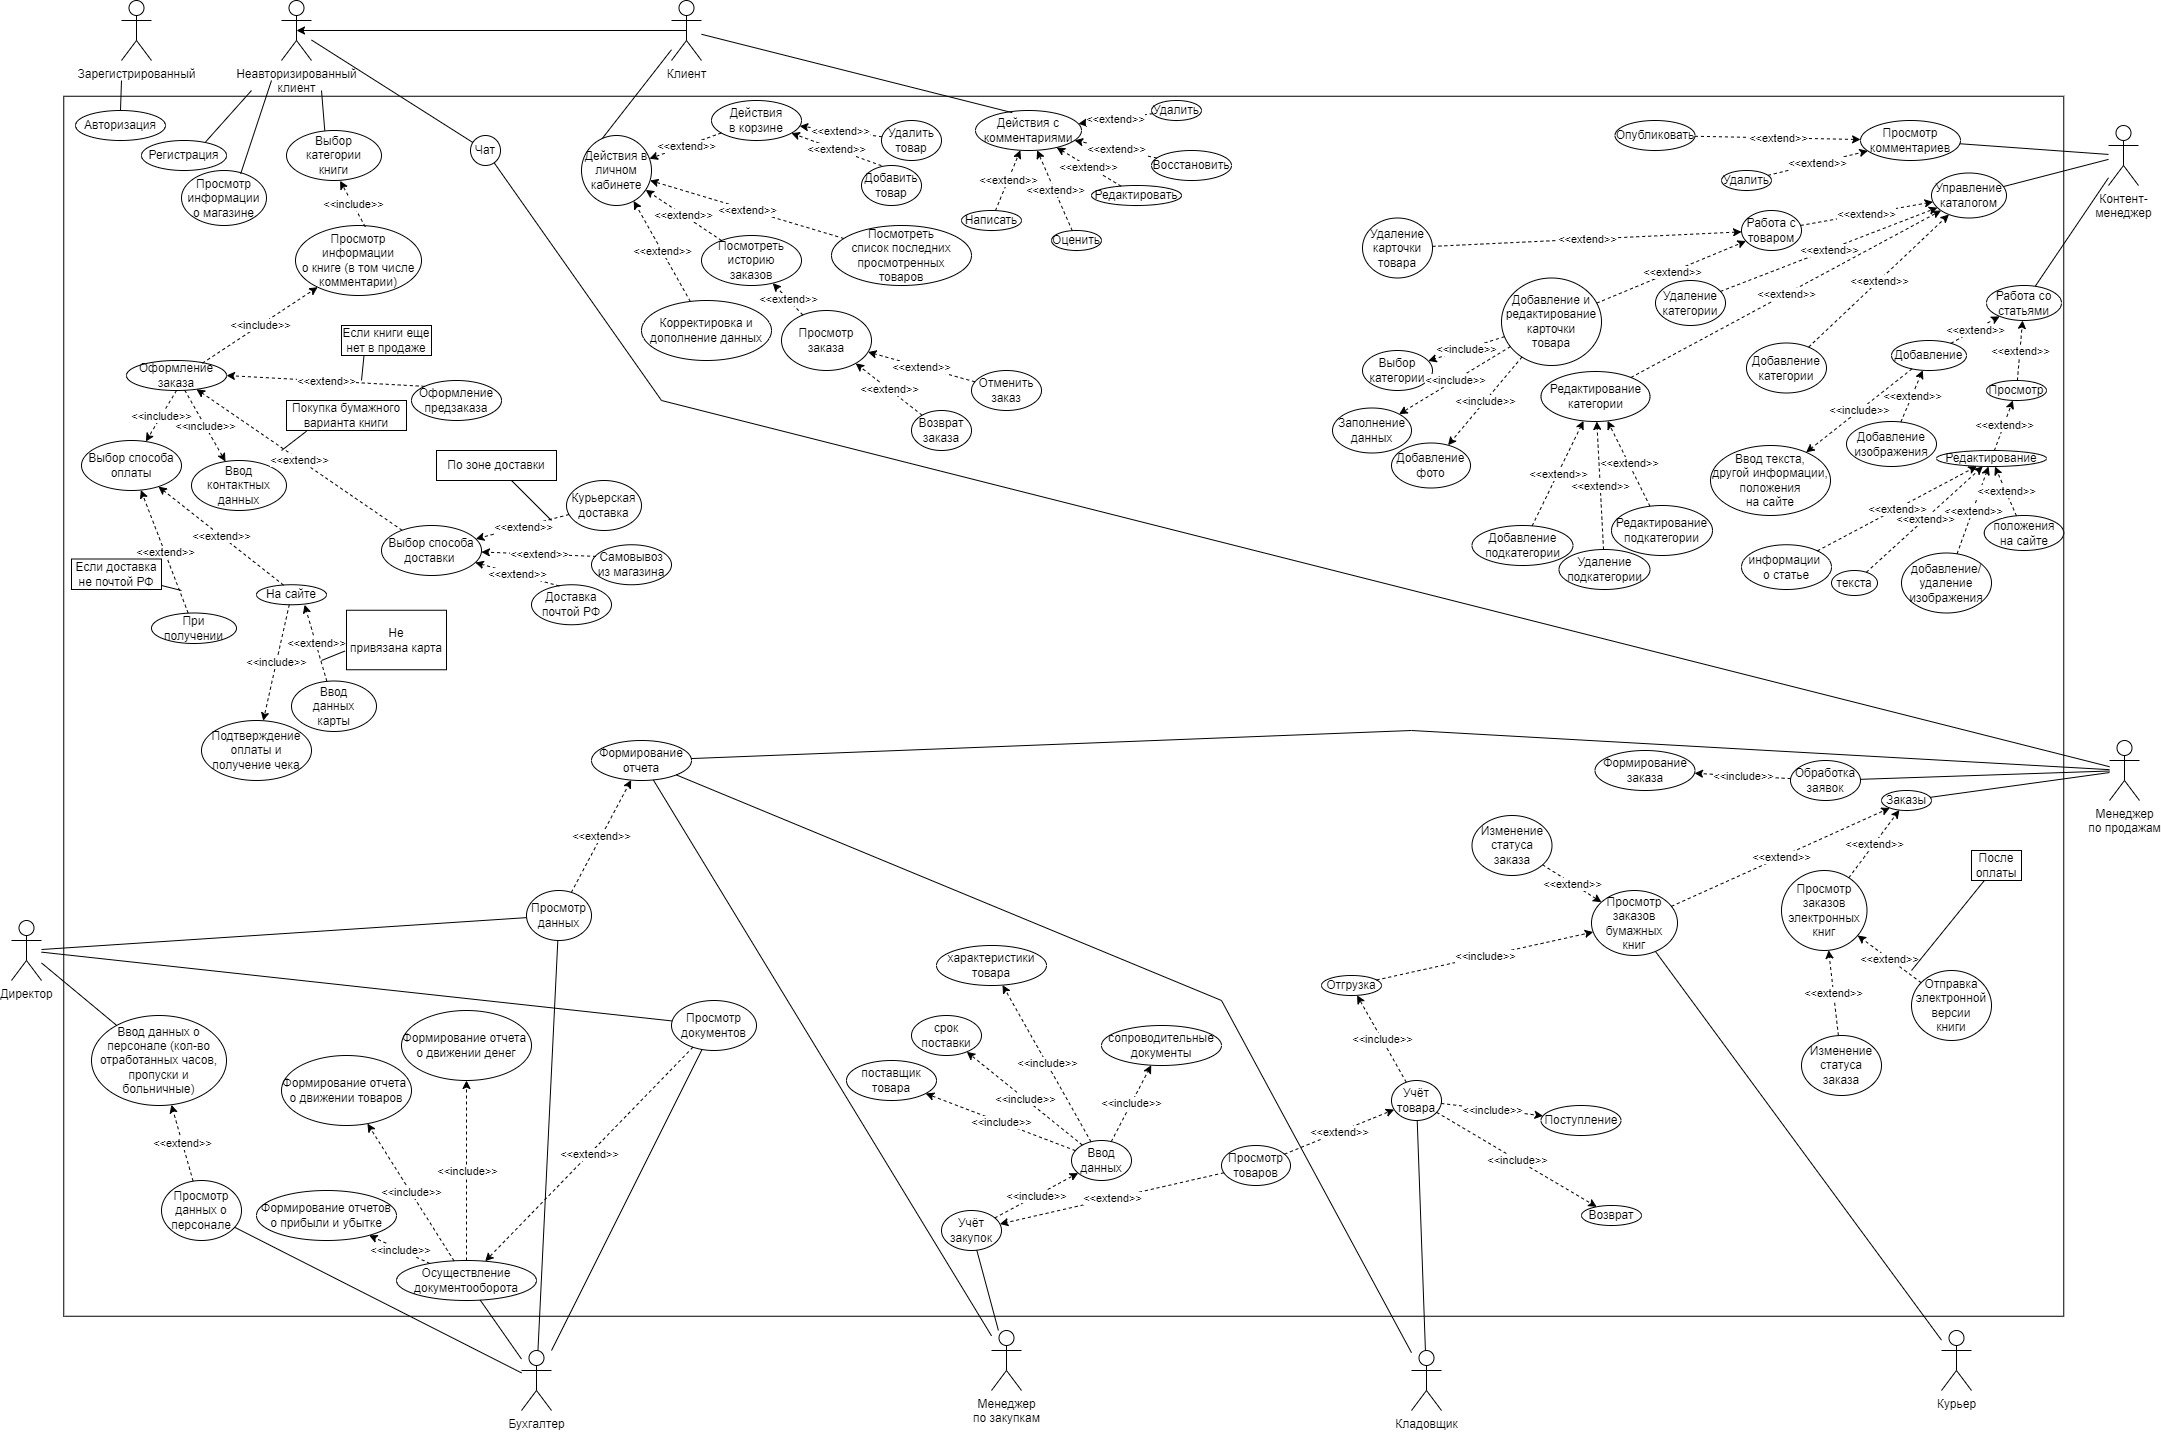 Зарегистрированный
Неавторизированный
клиент
Клиент
Авторизация
Регистрация
Просмотр
информации
о магазине
Выбор
категории
книги
<<include>>
Просмотр
информации
о книге (в том числе
комментарии)
<<include>>
Если книги еще
нет в продаже
Оформление
заказа
<<extend>>
Оформление
предзаказа
Покупка бумажного
варианта книги
<<include>>
<<include>>
<<extend>>
Выбор способа
оплаты
Ввод
контактных
данных
По зоне доставки
Курьерская
доставка
<<extend>>
Выбор способа
доставки
<<extend>>
Самовывоз
из магазина
<<extend>>
Доставка
почтой РФ
<<extend>>
<<extend>>
Если доставка
не почтой РФ
При
получении
На сайте
Не
привязана карта
<<extend>>
<<include>>
Ввод
данных
карты
Подтверждение
оплаты и
получение чека
Чат
Действия в
личном
кабинете
<<extend>>
Действия
в корзине
<<extend>>
Удалить
товар
<<extend>>
Добавить
товар
<<extend>>
<<extend>>
<<extend>>
Посмотреть
историю
заказов
Посмотреть
список последних
просмотренных
товаров
Корректировка и
дополнение данных
<<extend>>
Просмотр
заказа
<<extend>>
Отменить
заказ
<<extend>>
Возврат
заказа
Действия с
комментариями
<<extend>>
Удалить
<<extend>>
Восстановить
<<extend>>
Редактировать
<<extend>>
<<extend>>
Написать
Оценить
Опубликовать
<<extend>>
Просмотр
комментариев
Удалить
<<extend>>
Контент-
менеджер
Управление
каталогом
<<extend>>
Работа с
товаром
Удаление
карточки
товара
<<extend>>
<<extend>>
<<extend>>
<<extend>>
<<extend>>
Добавление и
редактирование
карточки
товара
Удаление
категории
Добавление
категории
<<include>>
<<include>>
<<include>>
Выбор
категории
Заполнение
данных
Добавление
фото
Редактирование
категории
<<extend>>
<<extend>>
<<extend>>
Добавление
подкатегории
Удаление
подкатегории
Редактирование
подкатегории
Работа со
статьями
<<extend>>
<<extend>>
Добавление
Просмотр
<<include>>
<<extend>>
<<extend>>
Ввод текста,
другой информации,
положения
на сайте
Добавление
изображения
Редактирование
<<extend>>
<<extend>>
<<extend>>
<<extend>>
информации
о статье
текста
добавление/
удаление
изображения
положения
на сайте
Формирование
отчета
<<extend>>
Просмотр
данных
Формирование
заказа
<<include>>
Обработка
заявок
Заказы
Менеджер
по продажам
Изменение
статуса
заказа
<<extend>>
<<extend>>
<<extend>>
Просмотр
заказов
бумажных
книг
Просмотр
заказов
электронных
книг
После
оплаты
<<extend>>
<<extend>>
Отправка
электронной
версии
книги
Изменение
статуса
заказа
Отгрузка
<<include>>
<<include>>
Учёт
товара
<<include>>
Поступление
<<include>>
Возврат
<<extend>>
Просмотр
товаров
<<extend>>
Директор
Ввод данных о
персонале (кол-во
отработанных часов,
пропуски и
больничные)
<<extend>>
Просмотр
данных о
персонале
Формирование отчета
о движении денег
Формирование отчета
о движении товаров
Формирование отчетов
о прибыли и убытке
<<include>>
<<include>>
<<include>>
Осуществление
документооборота
Просмотр
документов
<<extend>>
характеристики
товара
срок
поставки
поставщик
товара
сопроводительные
документы
<<include>>
<<include>>
<<include>>
<<include>>
Ввод
данных
<<include>>
Учёт
закупок
Бухгалтер
Менеджер
по закупкам
Кладовщик
Курьер